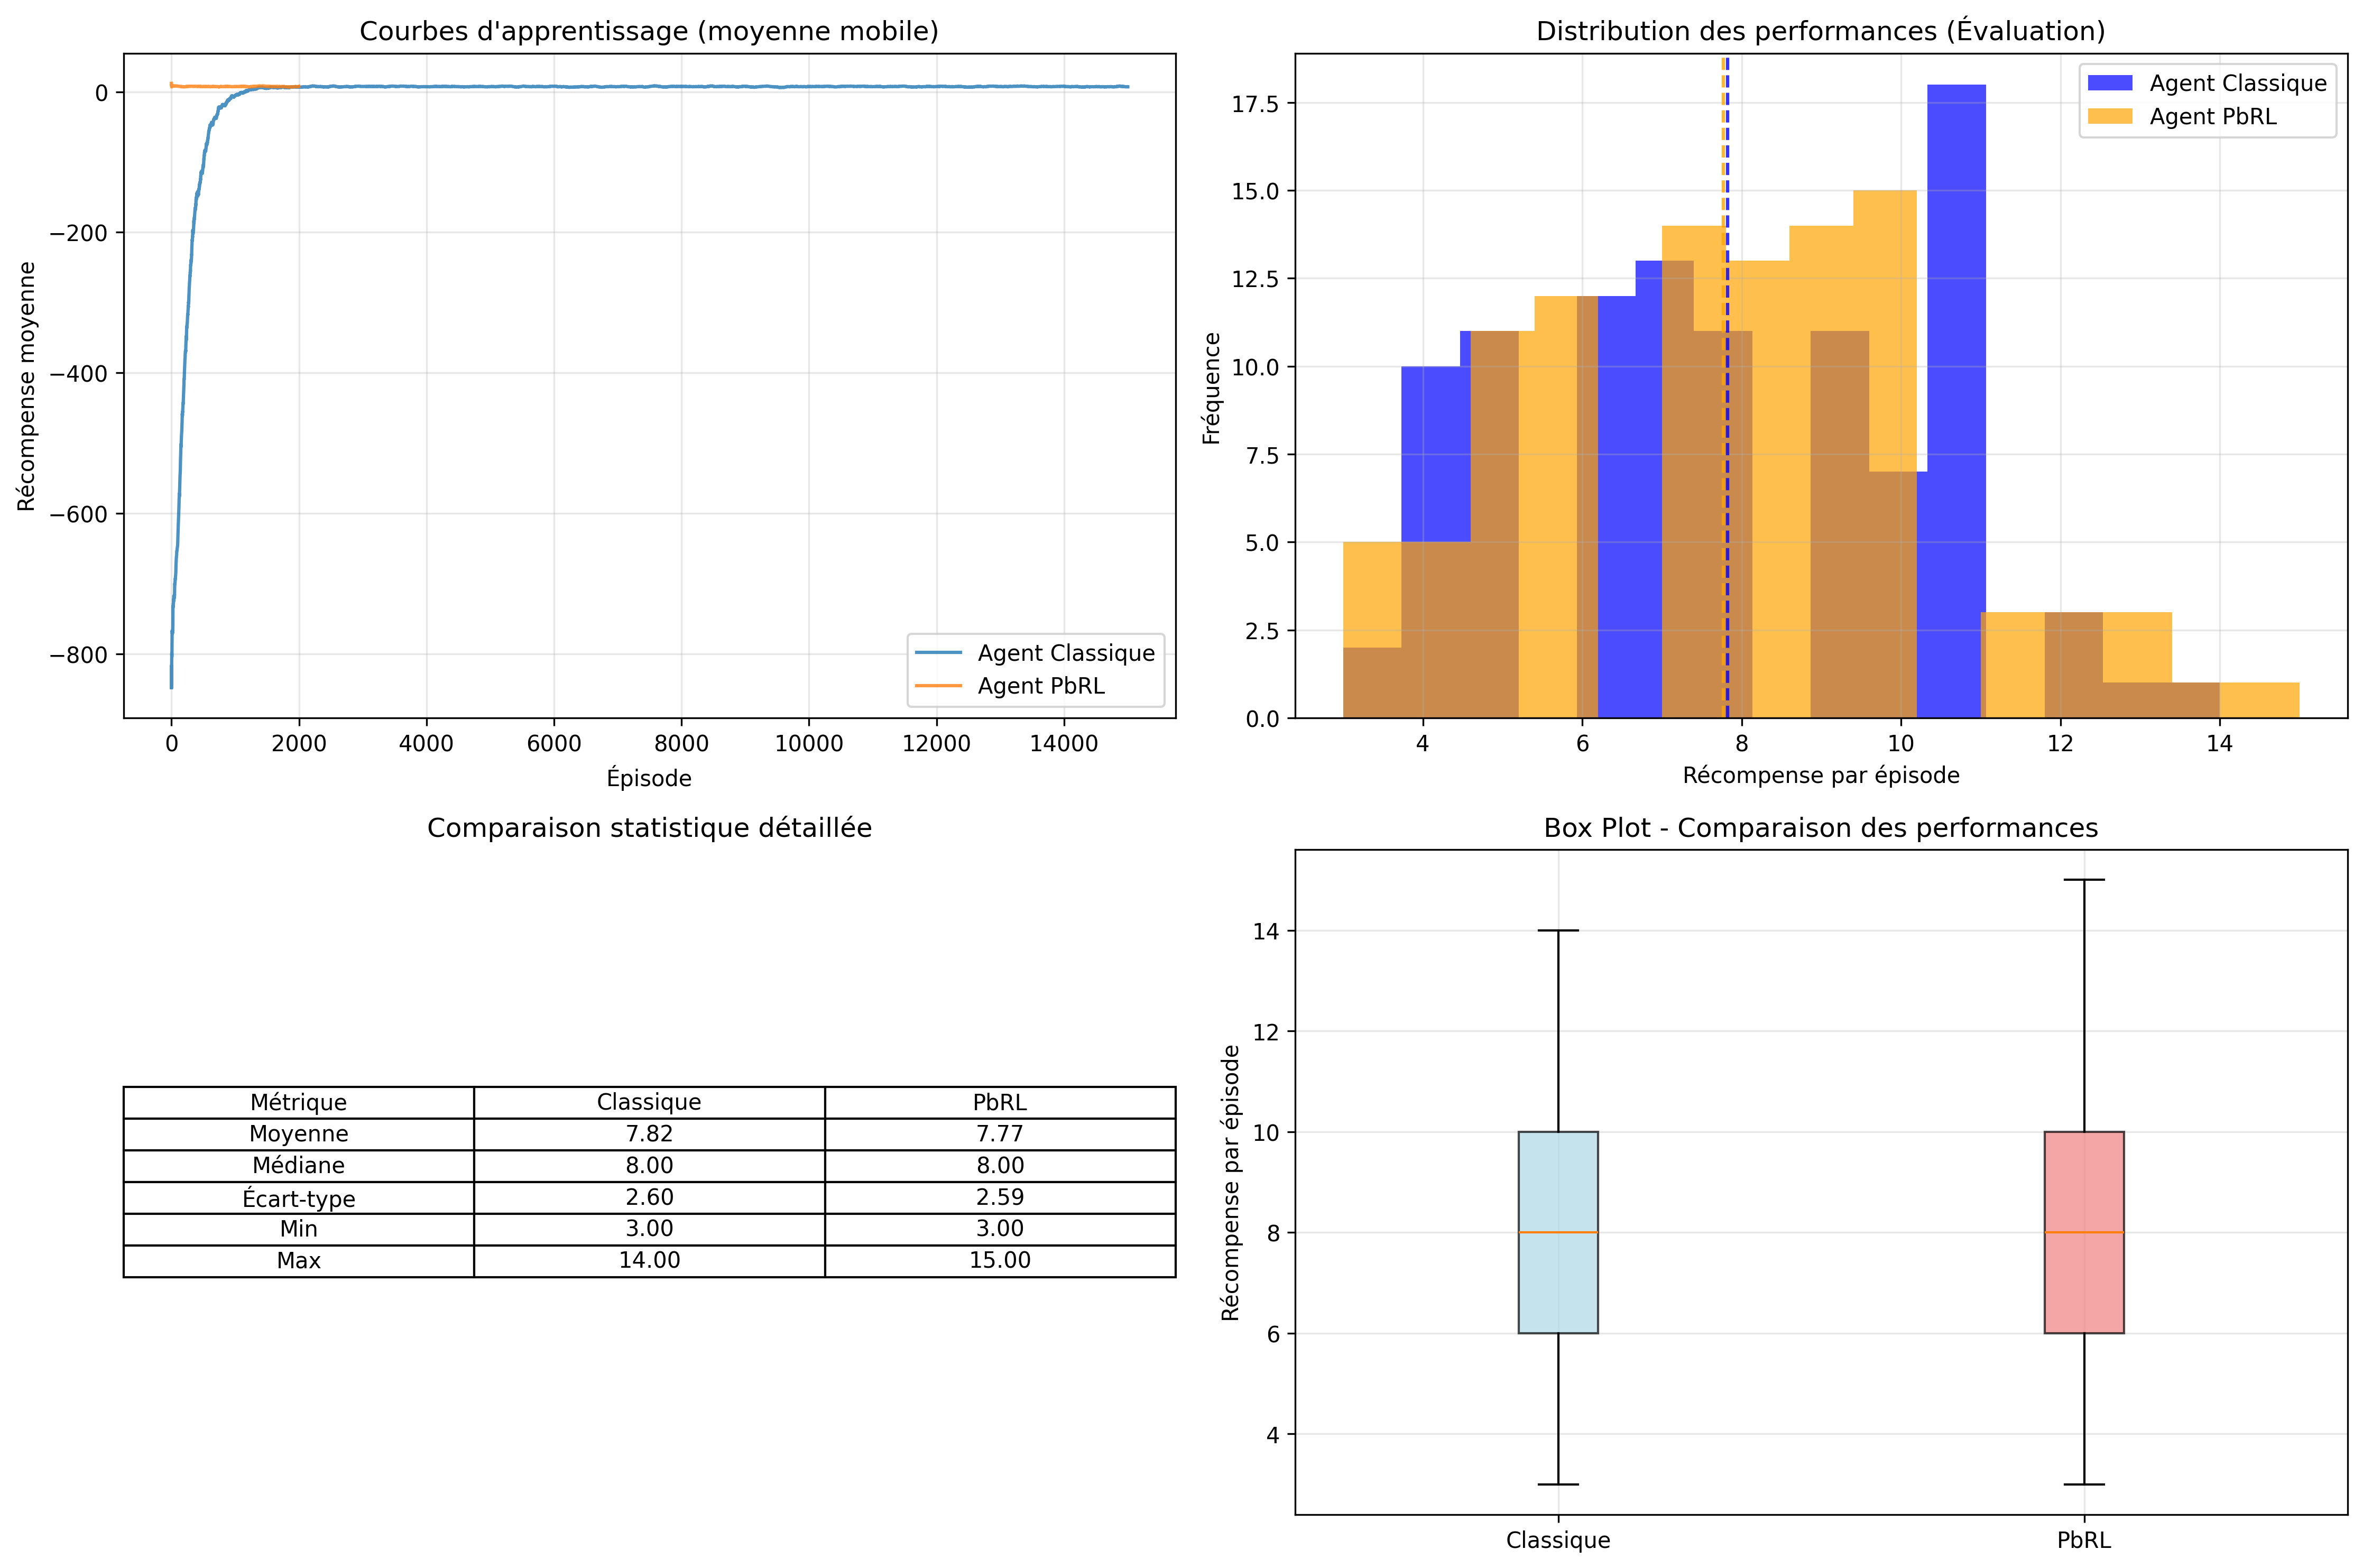 Courbes d'apprentissage (moyenne mobile)
Récompense moyenne
0
−200
−400
−600
−800
0 2000 4000 6000 8000 10000 12000 14000
Épisode
Agent Classique
Agent PbRL
Distribution des performances (Évaluation)
Fréquence
17.5
15.0
12.5
10.0
7.5
5.0
2.5
0.0
4 6 8 10 12 14
Récompense par épisode
Agent Classique
Agent PbRL
Comparaison statistique détaillée
Métrique Classique PbRL
Moyenne 7.82 7.77
Médiane 8.00 8.00
Écart-type 2.60 2.59
Min 3.00 3.00
Max 14.00 15.00
Box Plot - Comparaison des performances
Récompense par épisode
14
12
10
8
6
4
Classique PbRL